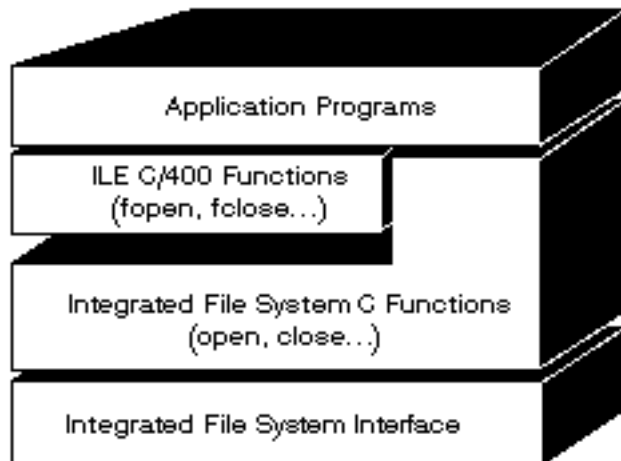 Application Programs
ILE C/400 Functions
(fopen, fclose...)
Integrated File System C Functions
(open, close...)
Integrated File System Interface